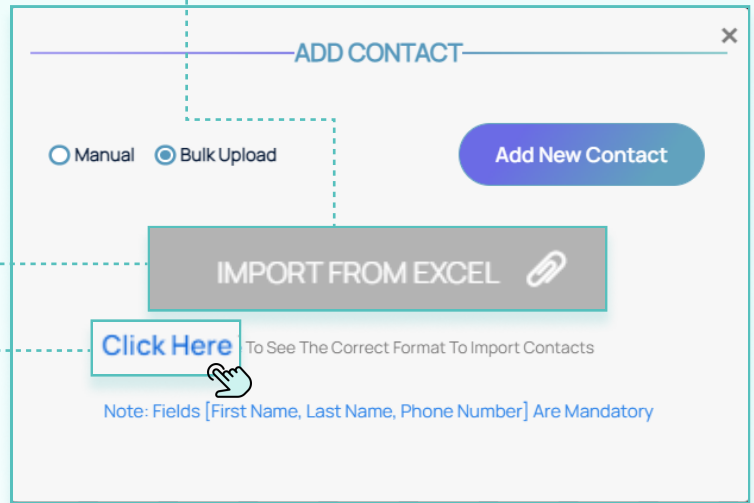 ADD CONTACT
×
Manual
Bulk Upload
Add New Contact
IMPORT FROM EXCEL
Click Here To See The Correct Format To Import Contacts
Note: Fields [First Name, Last Name, Phone Number] Are Mandatory